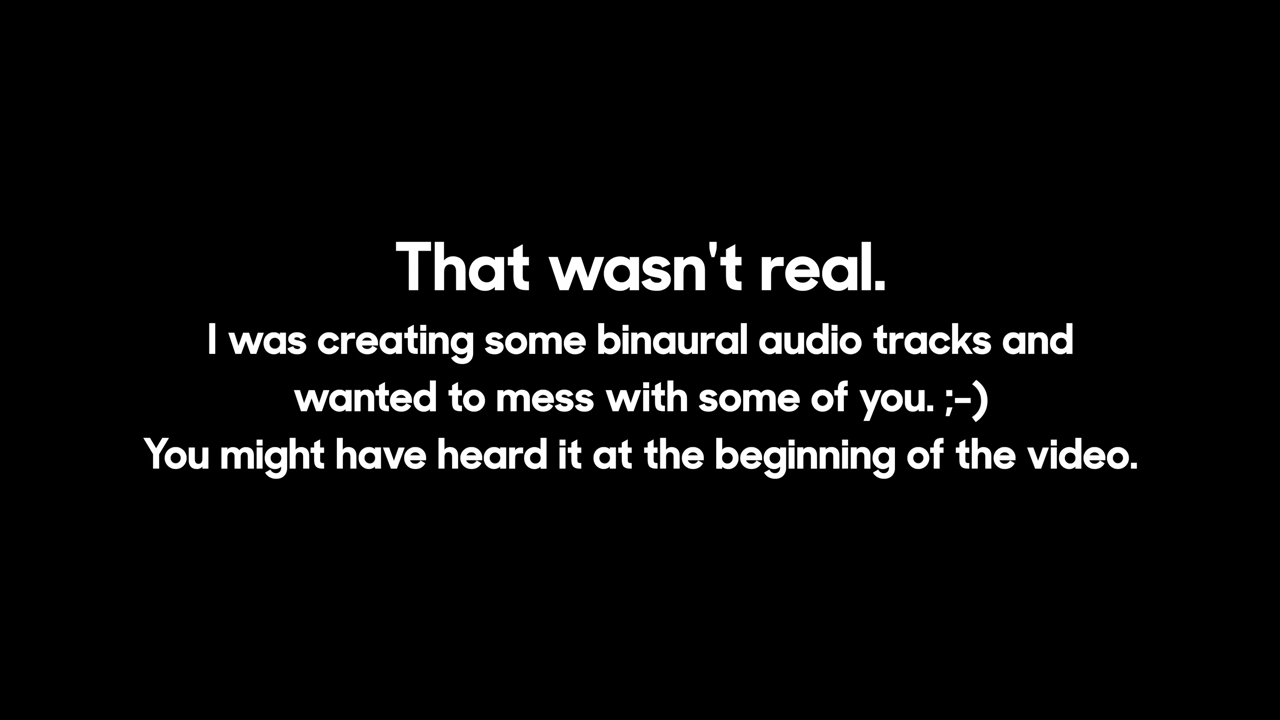 That wasn't real.
I was creating some binaural audio tracks and
wanted to mess with some of you. ;-)
You might have heard it at the beginning of the video.